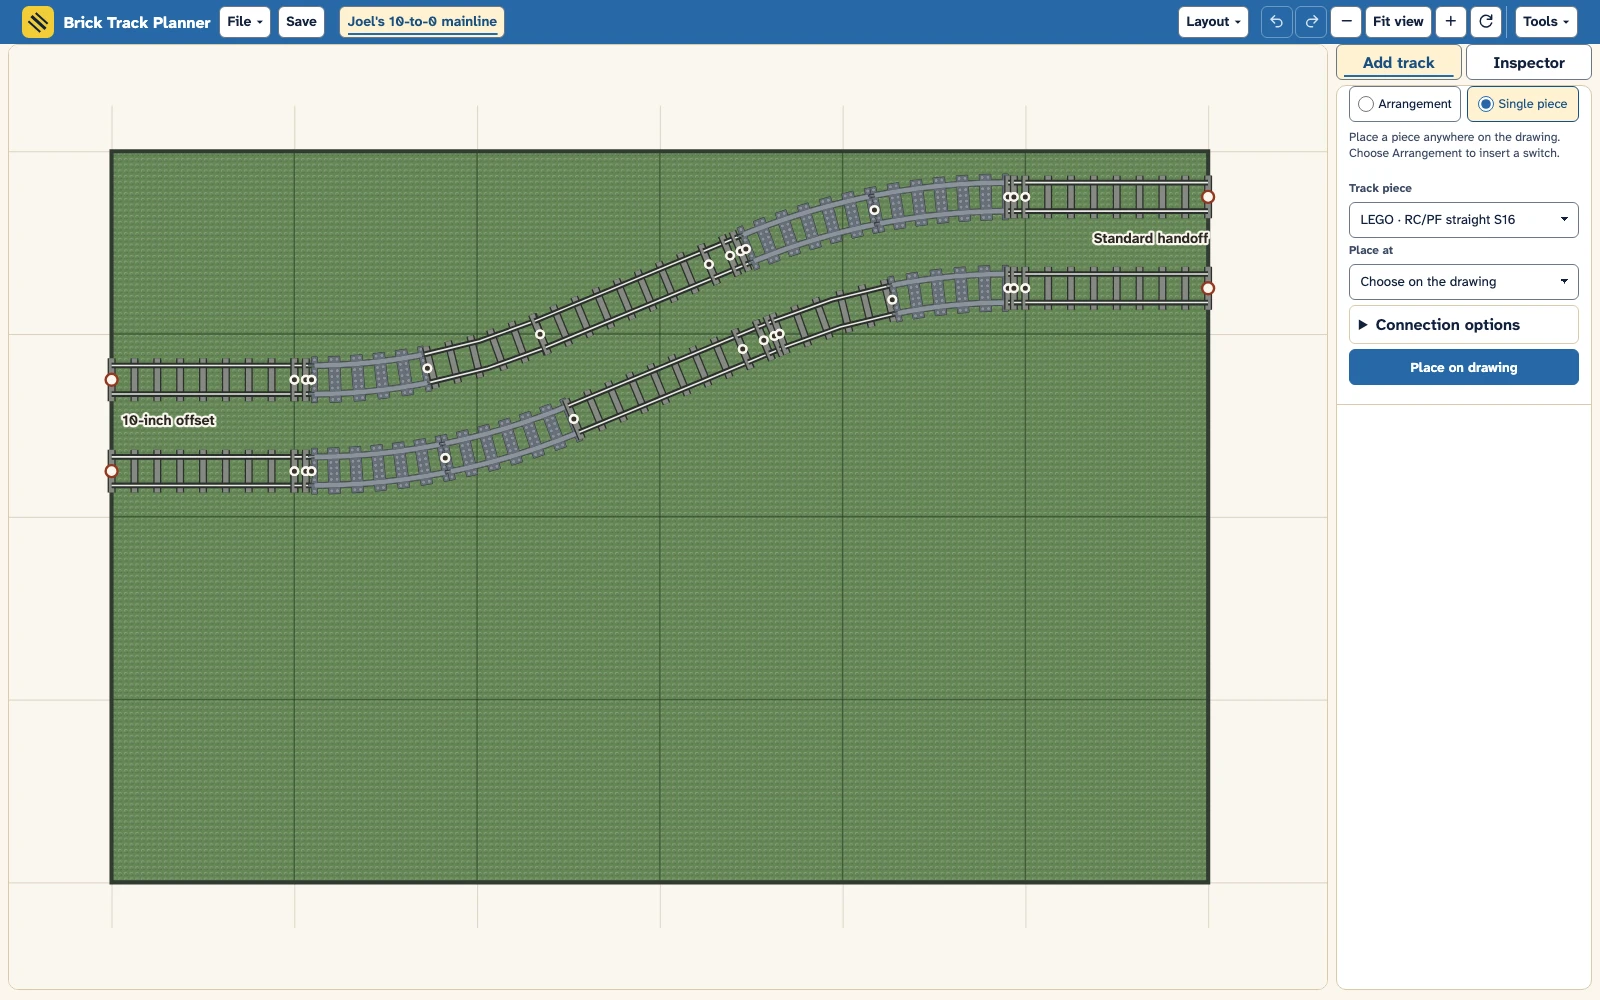 Brick Track Planner
File
Save
Joel's 10-to-0 mainline
Layout
Fit view
Tools
Add track
Inspector
Arrangement
Single piece
Place a piece anywhere on the drawing.
Choose Arrangement to insert a switch.
Track piece
LEGO · RC/PF straight S16
Place at
Choose on the drawing
Connection options
Place on drawing
Standard handoff
10-inch offset